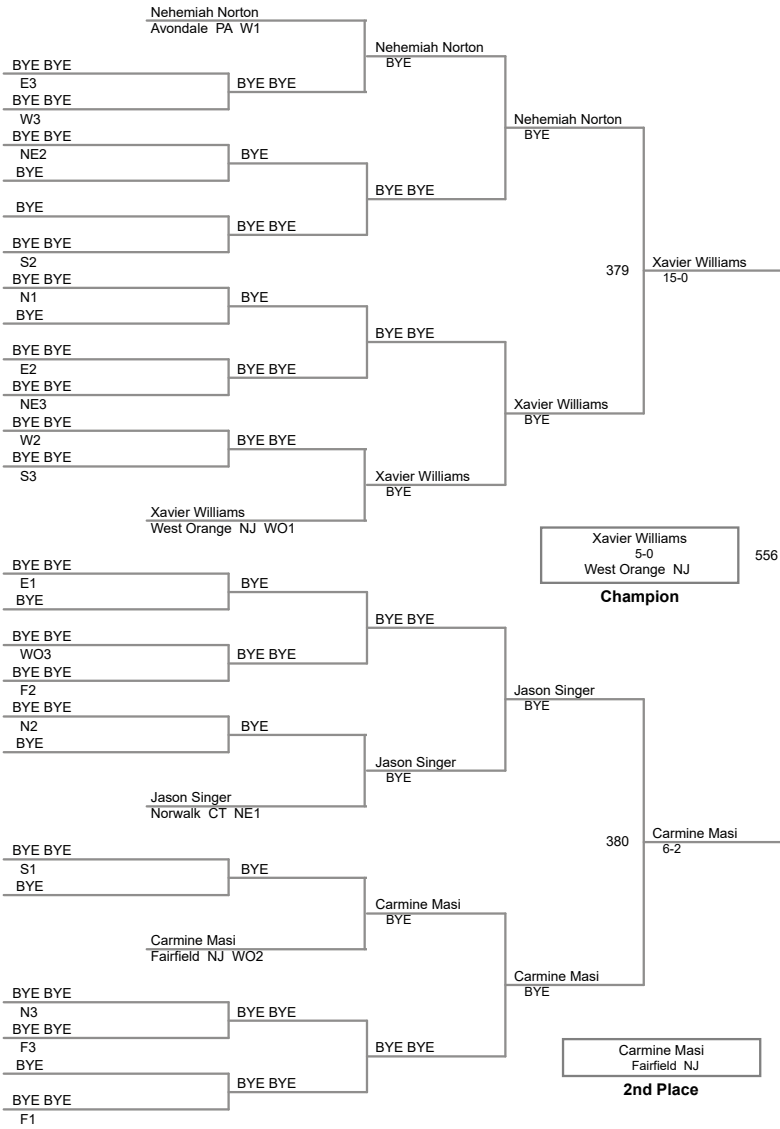 Nehemiah Norton
Avondale PA W1
Nehemiah Norton
BYE
BYE BYE
E3
BYE BYE
BYE BYE
W3
Nehemiah Norton
BYE
BYE BYE
NE2
BYE
BYE
BYE BYE
BYE
BYE BYE
BYE BYE
S2
379
Xavier Williams
15-0
BYE BYE
N1
BYE
BYE
BYE BYE
BYE BYE
E2
BYE BYE
BYE BYE
NE3
Xavier Williams
BYE
BYE BYE
W2
BYE BYE
BYE BYE
S3
Xavier Williams
BYE
Xavier Williams
West Orange NJ WO1
Xavier Williams
5-0
West Orange NJ
556
Champion
BYE BYE
E1
BYE
BYE
BYE BYE
BYE BYE
WO3
BYE BYE
BYE BYE
F2
Jason Singer
BYE
BYE BYE
N2
BYE
BYE
Jason Singer
BYE
Jason Singer
Norwalk CT NE1
380
Carmine Masi
6-2
BYE BYE
S1
BYE
BYE
Carmine Masi
BYE
Carmine Masi
Fairfield NJ WO2
Carmine Masi
BYE
BYE BYE
N3
BYE BYE
BYE BYE
F3
BYE BYE
BYE
BYE BYE
BYE BYE
F1
Carmine Masi
Fairfield NJ
2nd Place